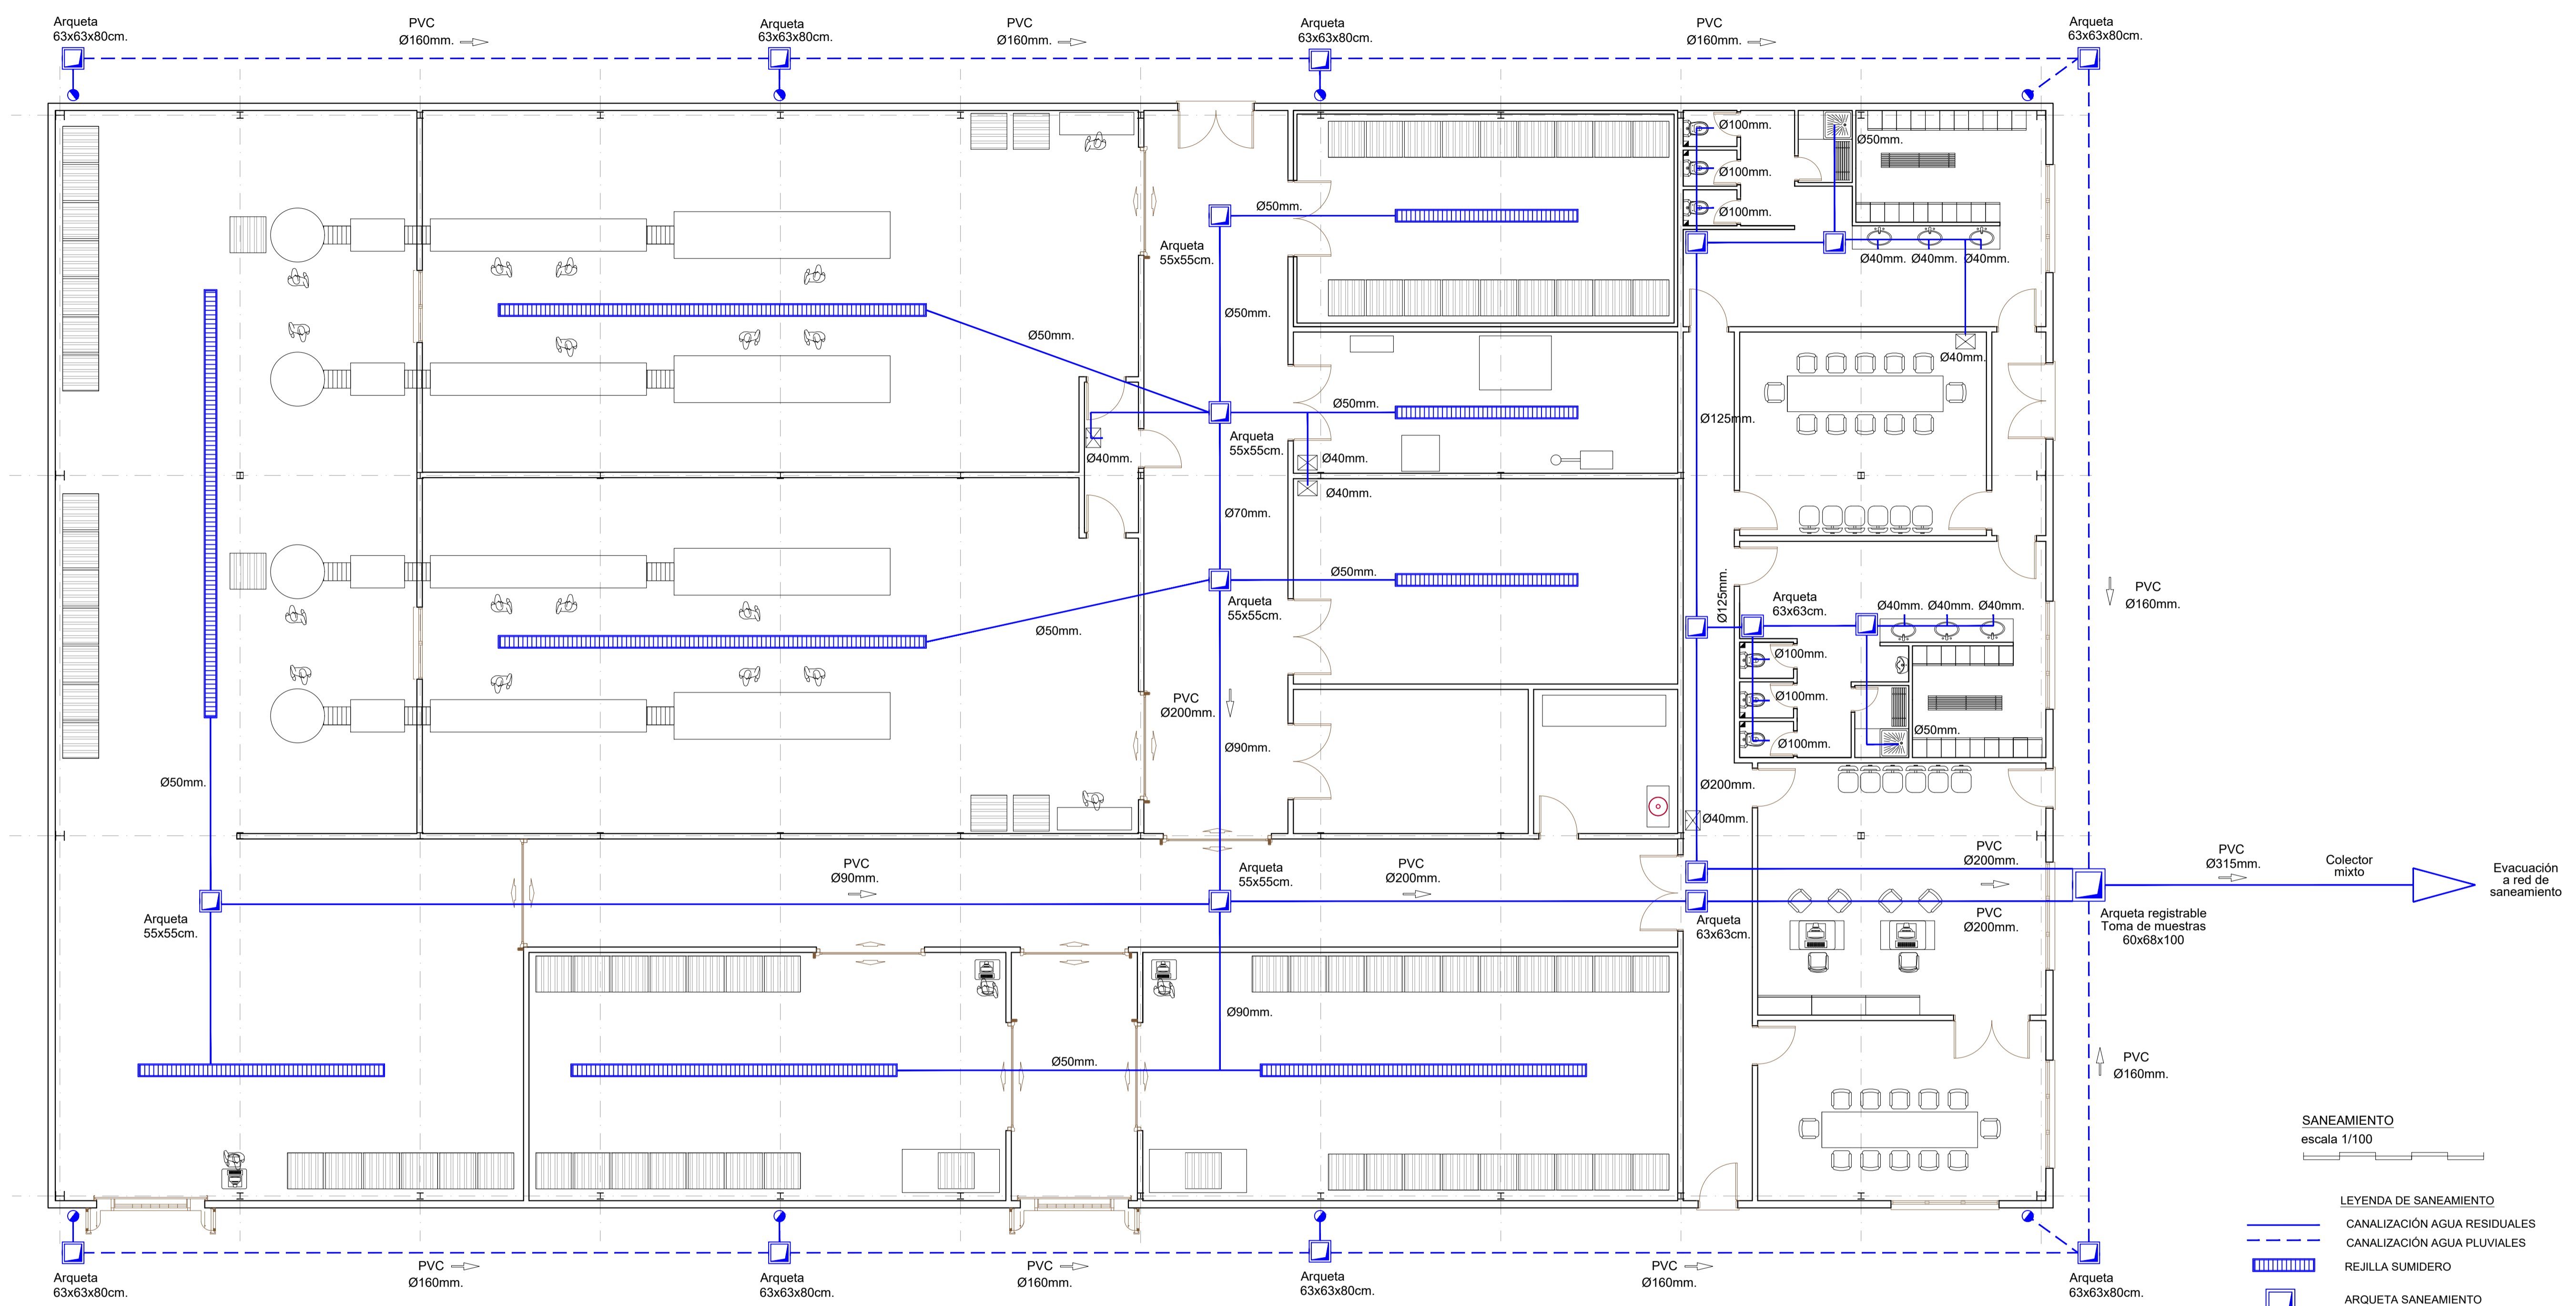 Arqueta
63x63x80cm.
PVC
Ø160mm.
Arqueta
63x63x80cm.
PVC
Ø160mm.
Arqueta
63x63x80cm.
PVC
Ø160mm.
Arqueta
63x63x80cm.
Ø100mm.
Ø100mm.
Ø100mm.
Ø50mm.
Ø50mm.
Arqueta
55x55cm.
Ø40mm.
Ø40mm.
Ø40mm.
Ø50mm.
Ø50mm.
Ø40mm.
Ø50mm.
Ø125mm.
Arqueta
55x55cm.
Ø40mm.
Ø40mm.
Ø40mm.
Ø70mm.
Ø50mm.
Arqueta
55x55cm.
Ø50mm.
Ø125mm.
Arqueta
63x63cm.
Ø40mm.
Ø40mm.
Ø40mm.
PVC
Ø160mm.
Ø100mm.
Ø100mm.
Ø100mm.
Ø50mm.
PVC
Ø200mm.
Ø90mm.
Ø50mm.
Ø200mm.
Ø40mm.
PVC
Ø90mm.
Arqueta
55x55cm.
PVC
Ø200mm.
PVC
Ø200mm.
PVC
Ø315mm.
Colector
mixto
Evacuación
a red de
saneamiento
Arqueta
55x55cm.
Arqueta
63x63cm.
PVC
Ø200mm.
Arqueta registrable
Toma de muestras
60x68x100
Ø90mm.
Ø50mm.
PVC
Ø160mm.
SANEAMIENTO
escala 1/100
LEYENDA DE SANEAMIENTO
CANALIZACIÓN AGUA RESIDUALES
CANALIZACIÓN AGUA PLUVIALES
REJILLA SUMIDERO
ARQUETA SANEAMIENTO
Arqueta
63x63x80cm.
PVC
Ø160mm.
Arqueta
63x63x80cm.
PVC
Ø160mm.
Arqueta
63x63x80cm.
PVC
Ø160mm.
Arqueta
63x63x80cm.